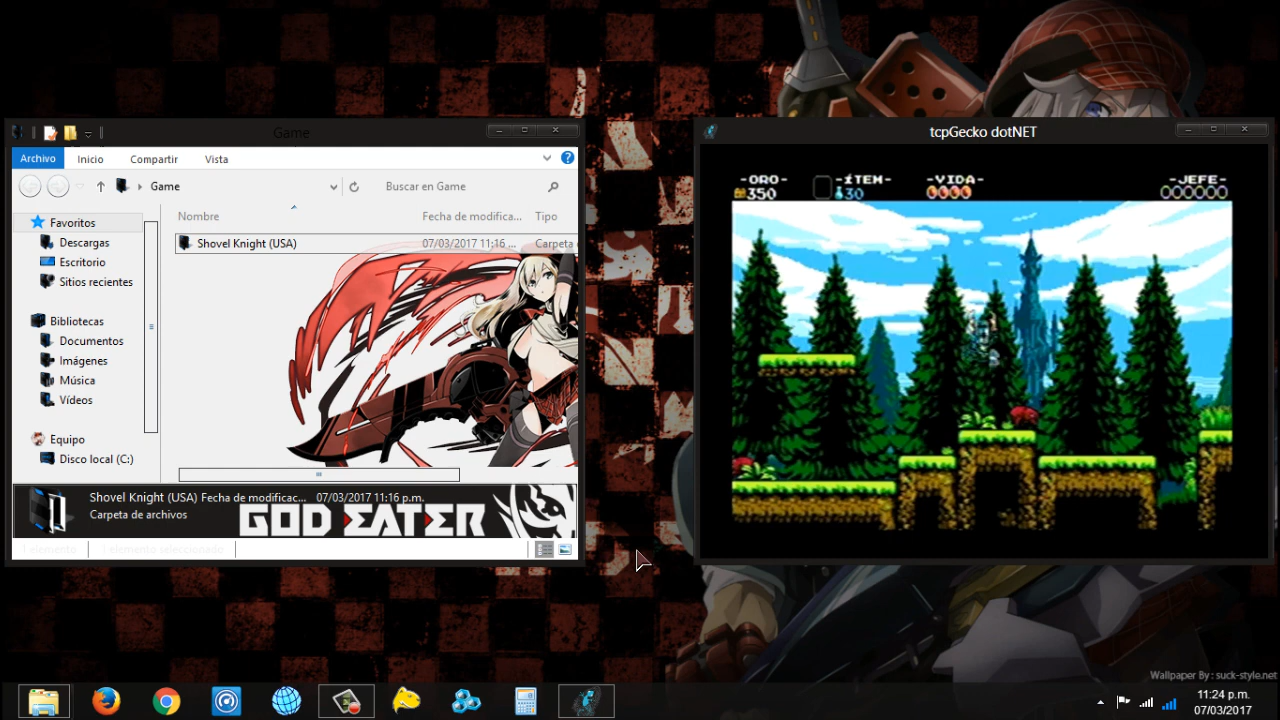 Game
Archivo Inicio Compartir Vista
Game
Buscar en Game
Nombre Fecha de modifica... Tipo
Favoritos
Descargas
Escritorio
Sitios recientes
Bibliotecas
Documentos
Imágenes
Música
Vídeos
Equipo
Disco local (C:)
Shovel Knight (USA) 07/03/2017 11:16 ... Carpeta
Shovel Knight (USA) Fecha de modificac... 07/03/2017 11:16 p.m.
Carpeta de archivos
GOD EATER
1 elemento 1 elemento seleccionado
tcpGecko dotNET
-ORO- -ÍTEM- -VIDA- -JEFE-
350 30
Wallpaper By : suck-style.net
11:24 p.m.
07/03/2017